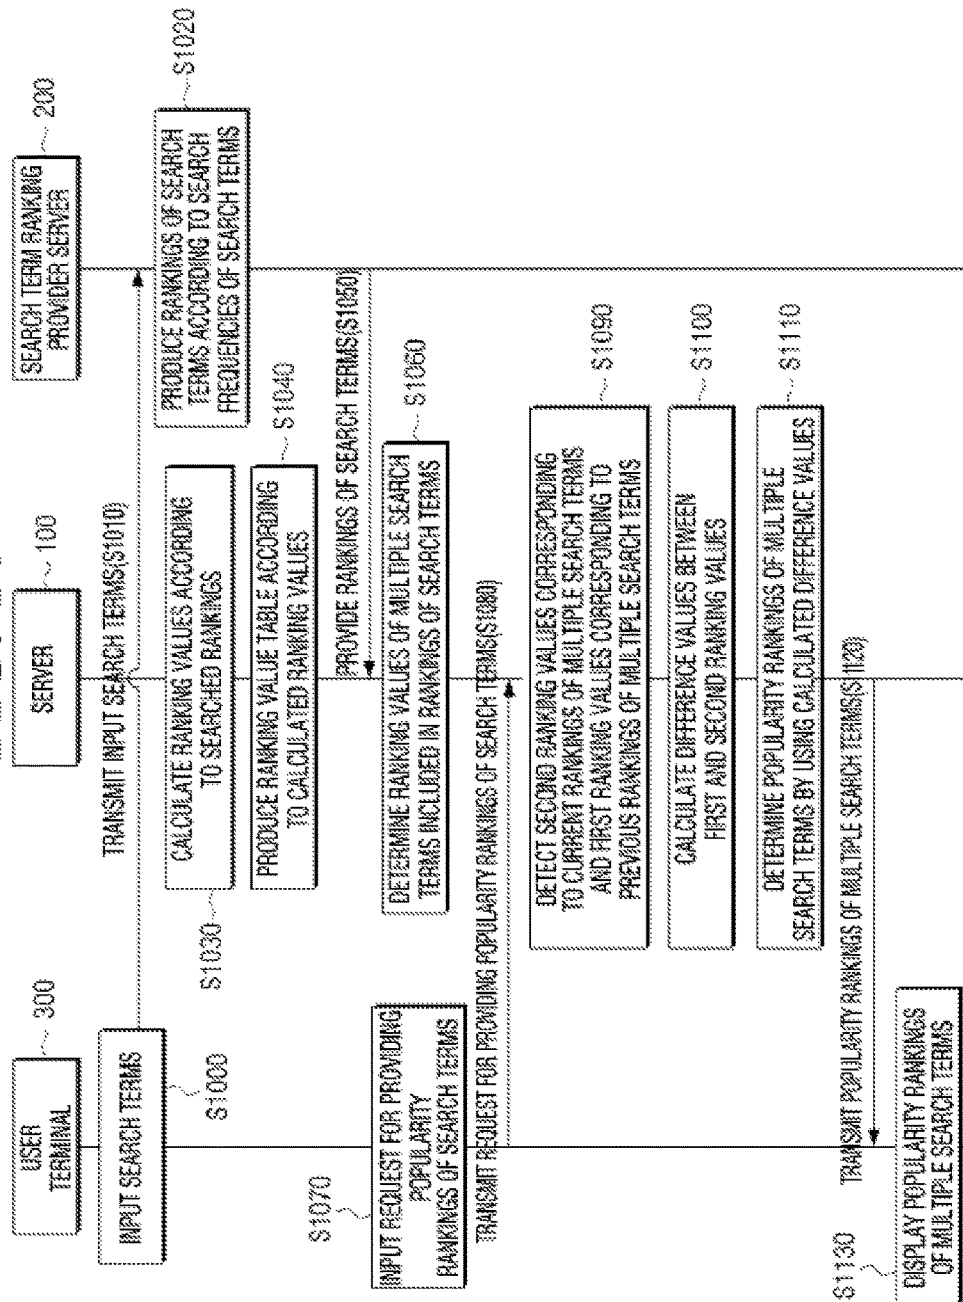 USER
TERMINAL
300
SERVER
100
SEARCH TERM RANKING
PROVIDER SERVER
200
INPUT SEARCH TERMS
S1000
TRANSMIT INPUT SEARCH TERMS(S1010)
PRODUCE RANKINGS OF SEARCH
TERMS ACCORDING TO SEARCH
FREQUENCIES OF SEARCH TERMS
S1020
CALCULATE RANKING VALUES ACCORDING
TO SEARCHED RANKINGS
S1030
PRODUCE RANKING VALUE TABLE ACCORDING
TO CALCULATED RANKING VALUES
S1040
PROVIDE RANKINGS OF SEARCH TERMS(S1050)
DETERMINE RANKING VALUES OF MULTIPLE SEARCH
TERMS INCLUDED IN RANKINGS OF SEARCH TERMS
S1060
INPUT REQUEST FOR PROVIDING
POPULARITY
RANKINGS OF SEARCH TERMS
S1070
TRANSMIT REQUEST FOR PROVIDING POPULARITY RANKINGS OF SEARCH TERMS(S1080)
DETECT SECOND RANKING VALUES CORRESPONDING
TO CURRENT RANKINGS OF MULTIPLE SEARCH TERMS
AND FIRST RANKING VALUES CORRESPONDING TO
PREVIOUS RANKINGS OF MULTIPLE SEARCH TERMS
S1090
CALCULATE DIFFERENCE VALUES BETWEEN
FIRST AND SECOND RANKING VALUES
S1100
DETERMINE POPULARITY RANKINGS OF MULTIPLE
SEARCH TERMS BY USING CALCULATED DIFFERENCE VALUES
S1110
TRANSMIT POPULARITY RANKINGS OF MULTIPLE SEARCH TERMS(S1120)
DISPLAY POPULARITY RANKINGS
OF MULTIPLE SEARCH TERMS
S1130